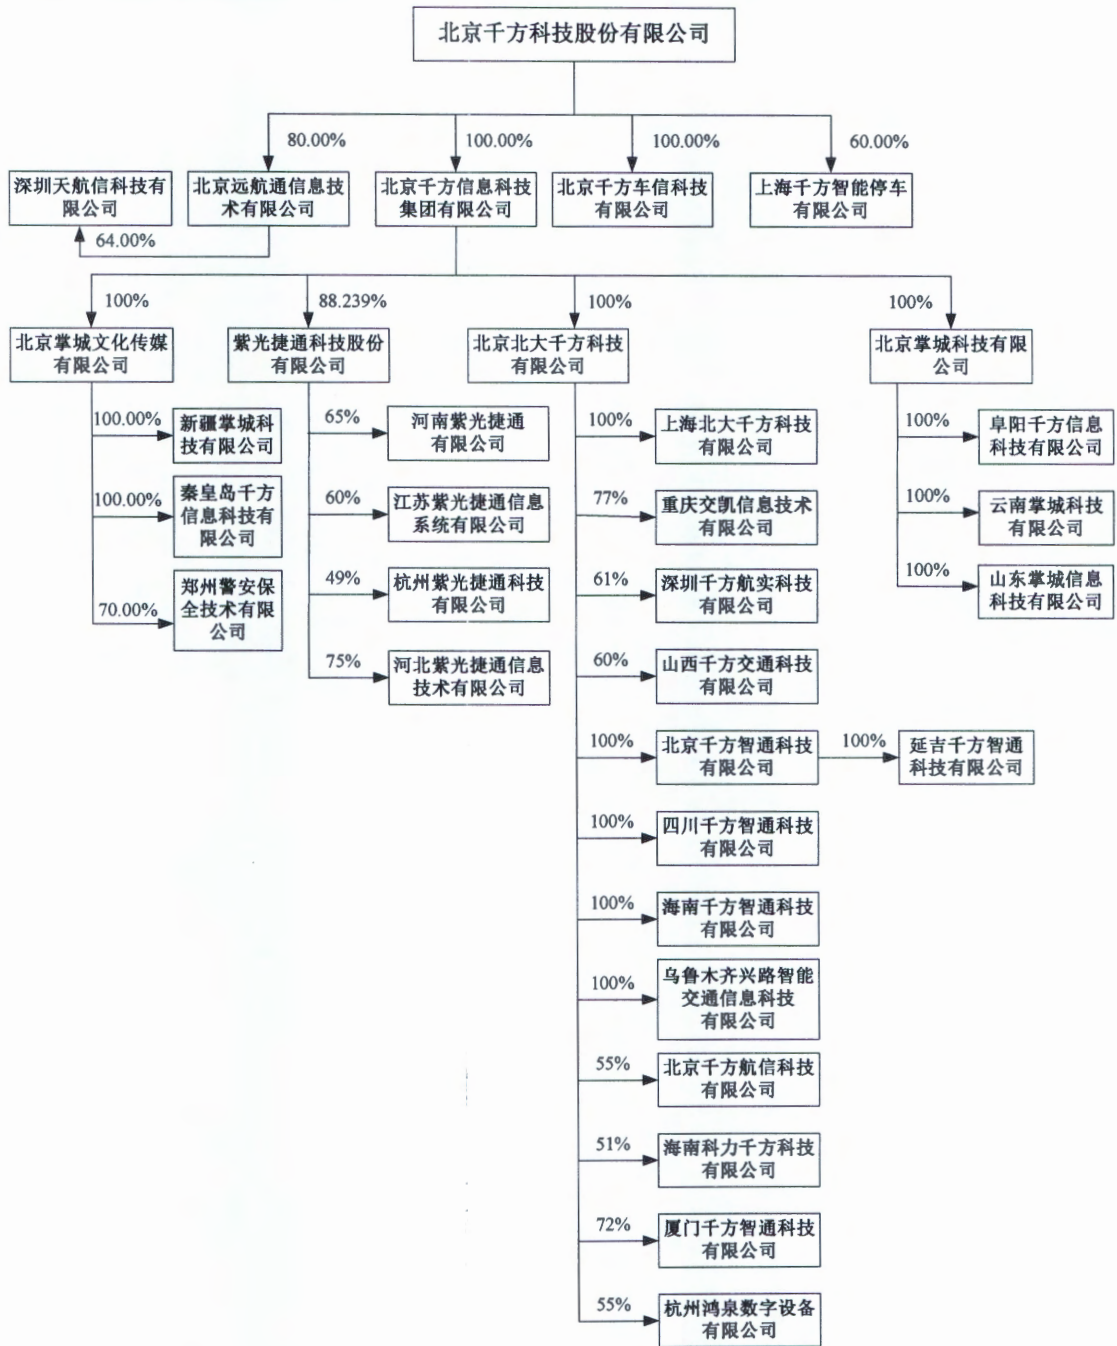 北京千方科技股份有限公司
80.00%
100.00%
100.00%
60.00%
深圳天航信科技有
限公司
北京远航通信息技
术有限公司
北京千方信息科技
集团有限公司
北京千方车信科技
有限公司
上海千方智能停车
有限公司
64.00%
100%
88.239%
100%
100%
北京掌城文化传媒
有限公司
紫光捷通科技股份
有限公司
北京北大千方科技
有限公司
北京掌城科技有限
公司
100.00%
新疆掌城科
技有限公司
100.00%
秦皇岛千方
信息科技有
限公司
70.00%
郑州警安保
全技术有限
公司
65%
河南紫光捷通
有限公司
60%
江苏紫光捷通信息
系统有限公司
49%
杭州紫光捷通科技
有限公司
75%
河北紫光捷通信息
技术有限公司
100%
上海北大千方科技
有限公司
77%
重庆交凯信息技术
有限公司
61%
深圳千方航实科技
有限公司
60%
山西千方交通科技
有限公司
100%
北京千方智通科技
有限公司
100%
延吉千方智通
科技有限公司
100%
四川千方智通科技
有限公司
100%
海南千方智通科技
有限公司
100%
乌鲁木齐兴路智能
交通信息科技
有限公司
55%
北京千方航信科技
有限公司
51%
海南科力千方科技
有限公司
72%
厦门千方智通科技
有限公司
55%
杭州鸿泉数字设备
有限公司
100%
阜阳千方信息
科技有限公司
100%
云南掌城科技
有限公司
100%
山东掌城信息
科技有限公司